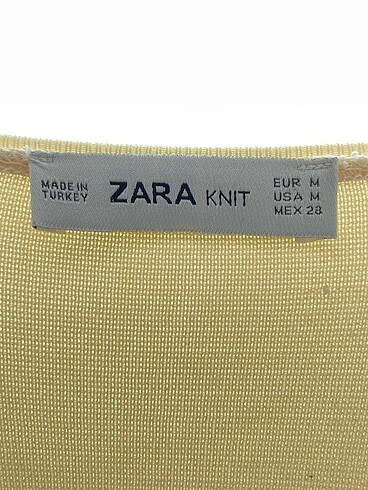 MADE IN
TURKEY
ZARA KNIT
EUR M
USA M
MEX 28